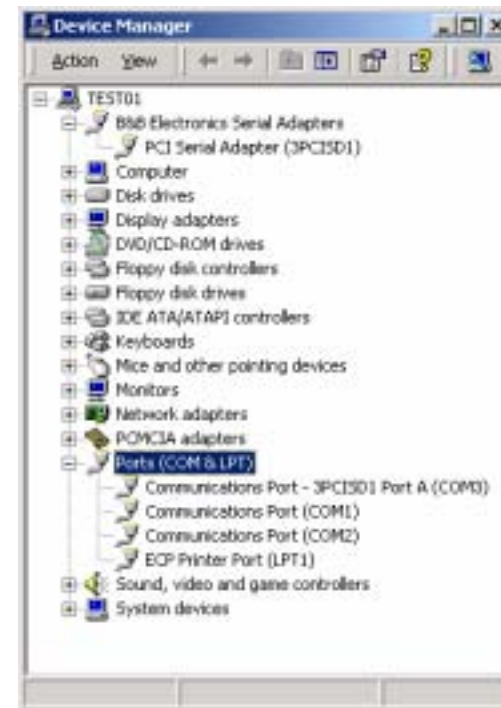 Device Manager
Action View
TEST01
B&B Electronics Serial Adapters
PCI Serial Adapter (3PCISD1)
Computer
Disk drives
Display adapters
DVD/CD-ROM drives
Floppy disk controllers
Floppy disk drives
IDE ATA/ATAPI controllers
Keyboards
Mice and other pointing devices
Monitors
Network adapters
PCMCIA adapters
Ports (COM & LPT)
Communications Port - 3PCISD1 Port A (COM3)
Communications Port (COM1)
Communications Port (COM2)
ECP Printer Port (LPT1)
Sound, video and game controllers
System devices